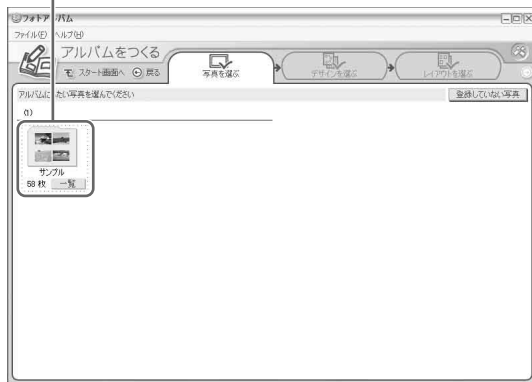 フォトアルバム
ファイル(F) ヘルプ(H)
アルバムをつくる
スタート画面へ 戻る
写真を選ぶ
デザインを選ぶ
レイアウトを選ぶ
アルバムにしたい写真を選んでください
登録していない写真
(1)
サンプル
58 枚 一覧